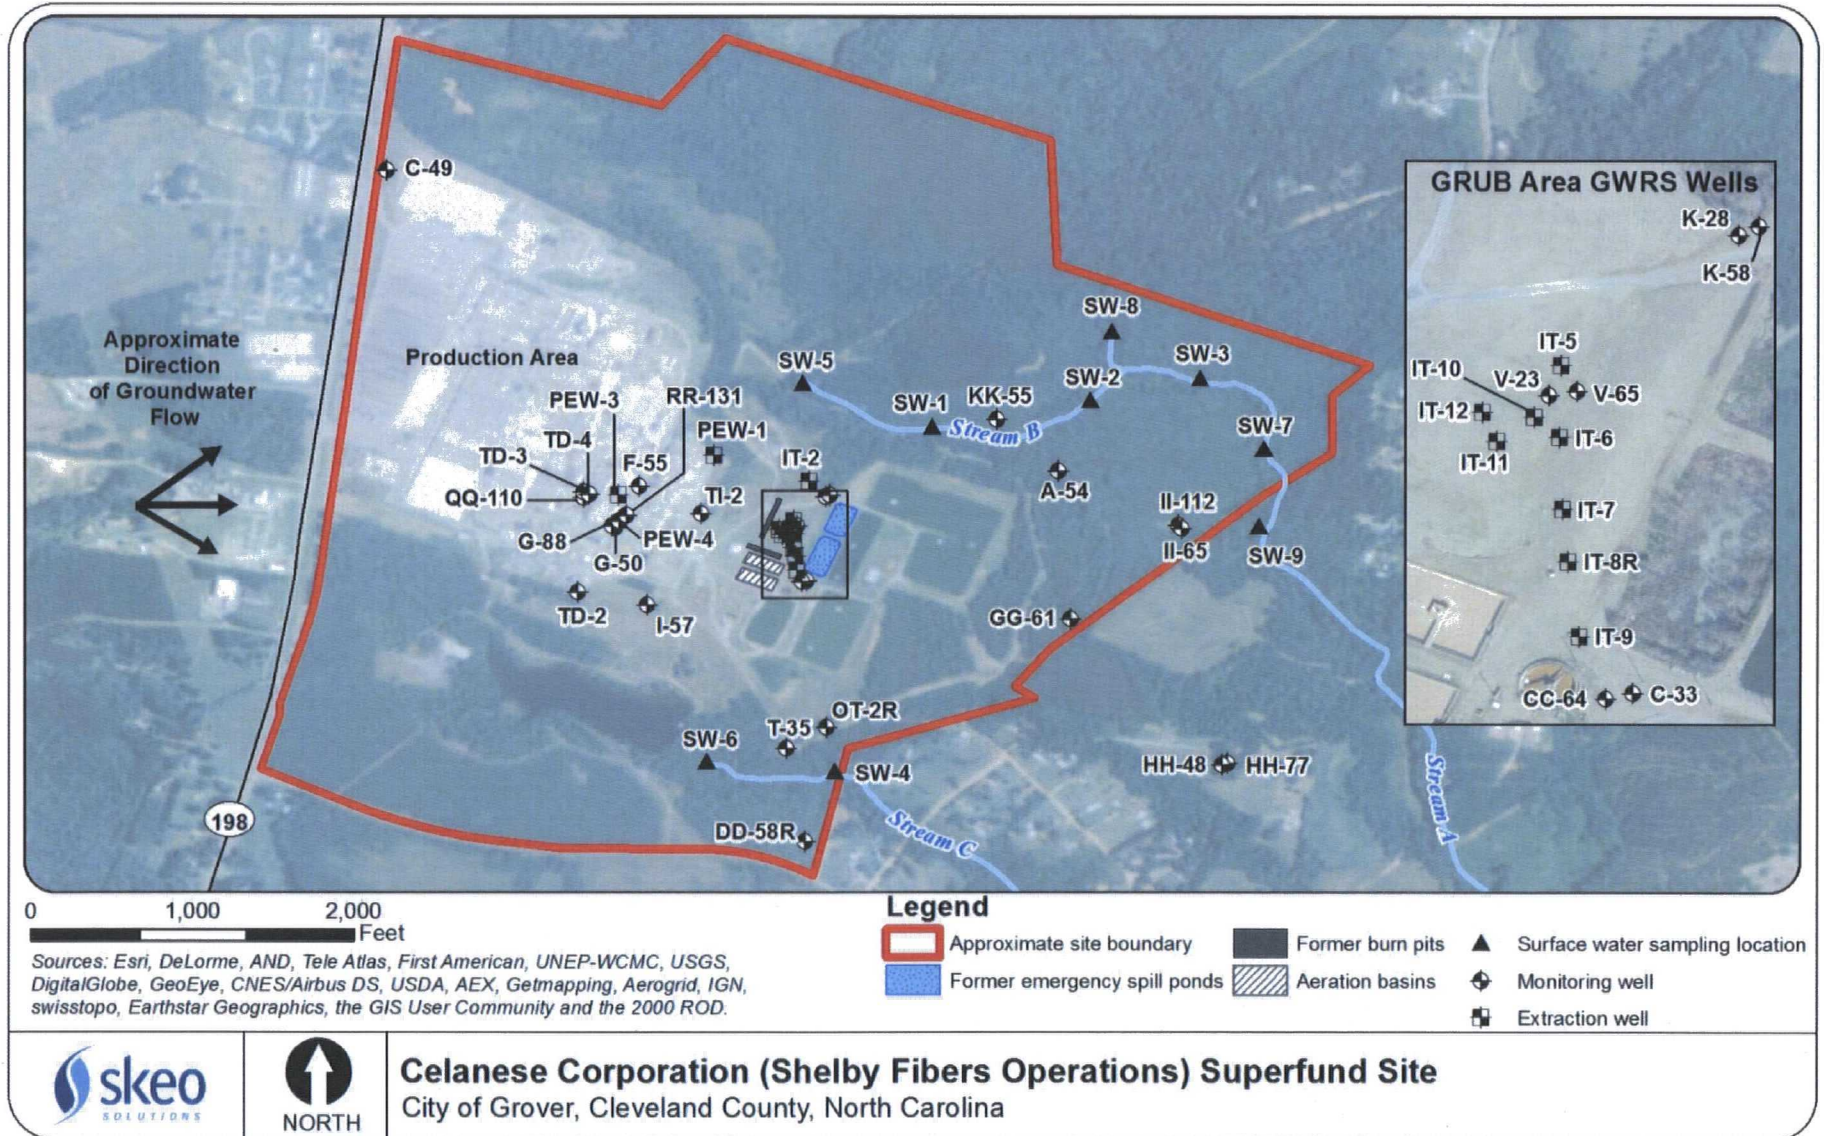 C-49
GRUB Area GWRS Wells
K-28
K-58
SW-8
Approximate
Direction
of Groundwater
Flow
Production Area
SW-5
SW-3
IT-5
IT-10
V-23
V-65
SW-2
PEW-3
RR-131
SW-1
KK-55
Stream B
IT-12
IT-6
IT-11
TD-4
PEW-1
SW-7
TD-3
F-55
IT-2
QQ-110
TI-2
A-54
II-112
IT-7
G-88
PEW-4
G-50
II-65
SW-9
IT-8R
TD-2
I-57
GG-61
IT-9
CC-64
C-33
OT-2R
T-35
SW-6
SW-4
HH-48
HH-77
Stream A
198
DD-58R
Stream C
0 1,000 2,000
Feet
Legend
Approximate site boundary
Former burn pits
Surface water sampling location
Former emergency spill ponds
Aeration basins
Monitoring well
Extraction well
Sources: Esri, DeLorme, AND, Tele Atlas, First American, UNEP-WCMC, USGS,
DigitalGlobe, GeoEye, CNES/Airbus DS, USDA, AEX, Getmapping, Aerogrid, IGN,
swisstopo, Earthstar Geographics, the GIS User Community and the 2000 ROD.
skeo
SOLUTIONS
NORTH
Celanese Corporation (Shelby Fibers Operations) Superfund Site
City of Grover, Cleveland County, North Carolina